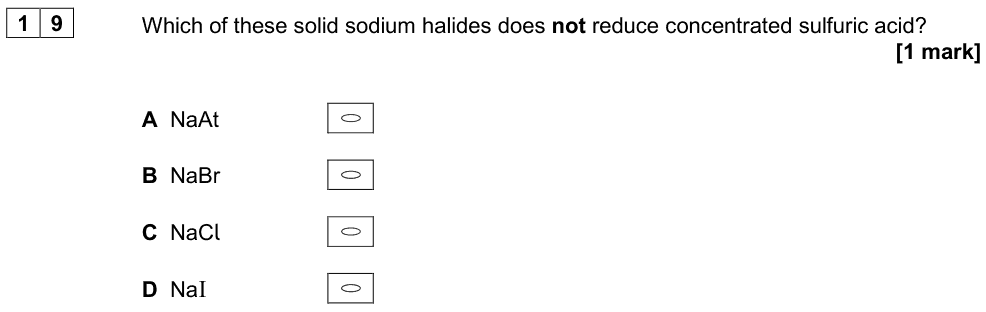 1 9 Which of these solid sodium halides does not reduce concentrated sulfuric acid?
[1 mark]
A NaAt
B NaBr
C NaCl
D NaI